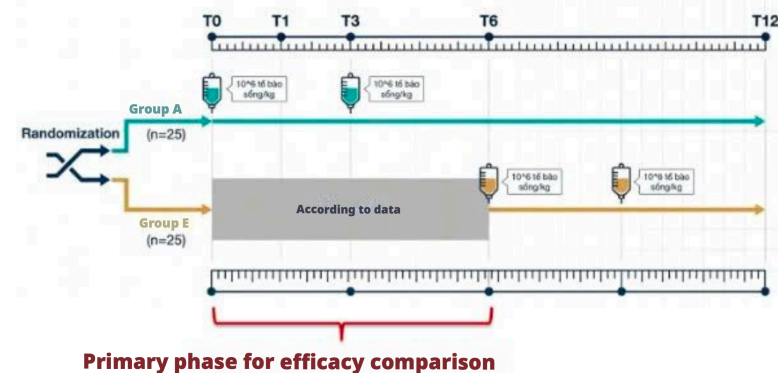 T0 T1 T3 T6 T12
10^6 tế bào
sống/kg
10^6 tế bào
sống/kg
Group A
(n=25)
Randomization
10^6 tế bào
sống/kg
10^6 tế bào
sống/kg
According to data
Group E
(n=25)
Primary phase for efficacy comparison